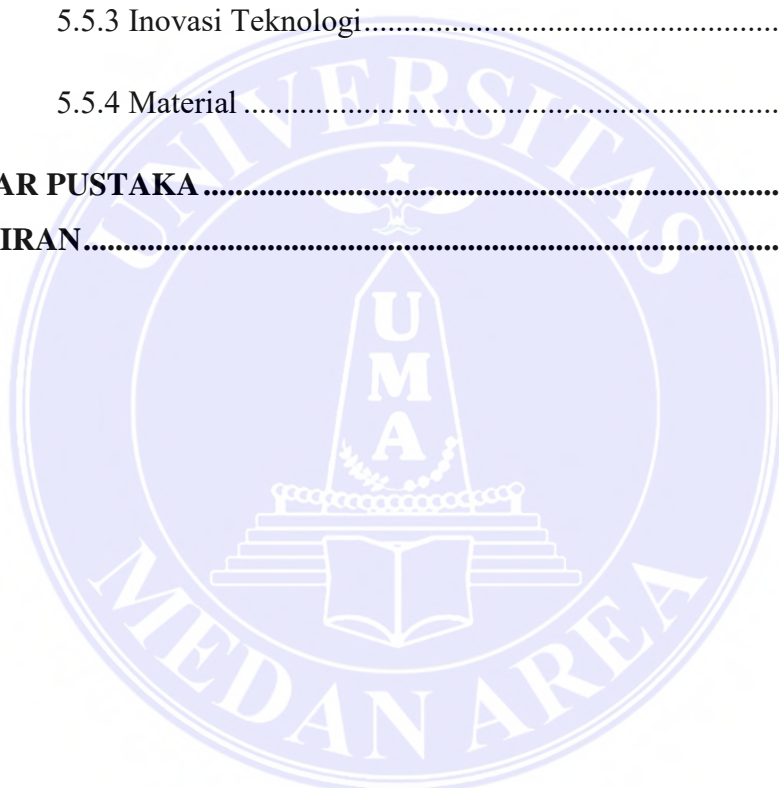 5.5.3 Inovasi Teknologi................................................................
5.5.4 Material ................................................................................
AR PUSTAKA ................................................................................
IRAN................................................................................................
UNIVERSITAS
U
M
A
MEDAN AREA